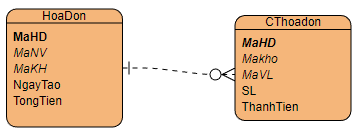 HoaDon
MaHD
MaNV
MaKH
NgayTao
TongTien
CThoadon
MaHD
Makho
MaVL
SL
ThanhTien